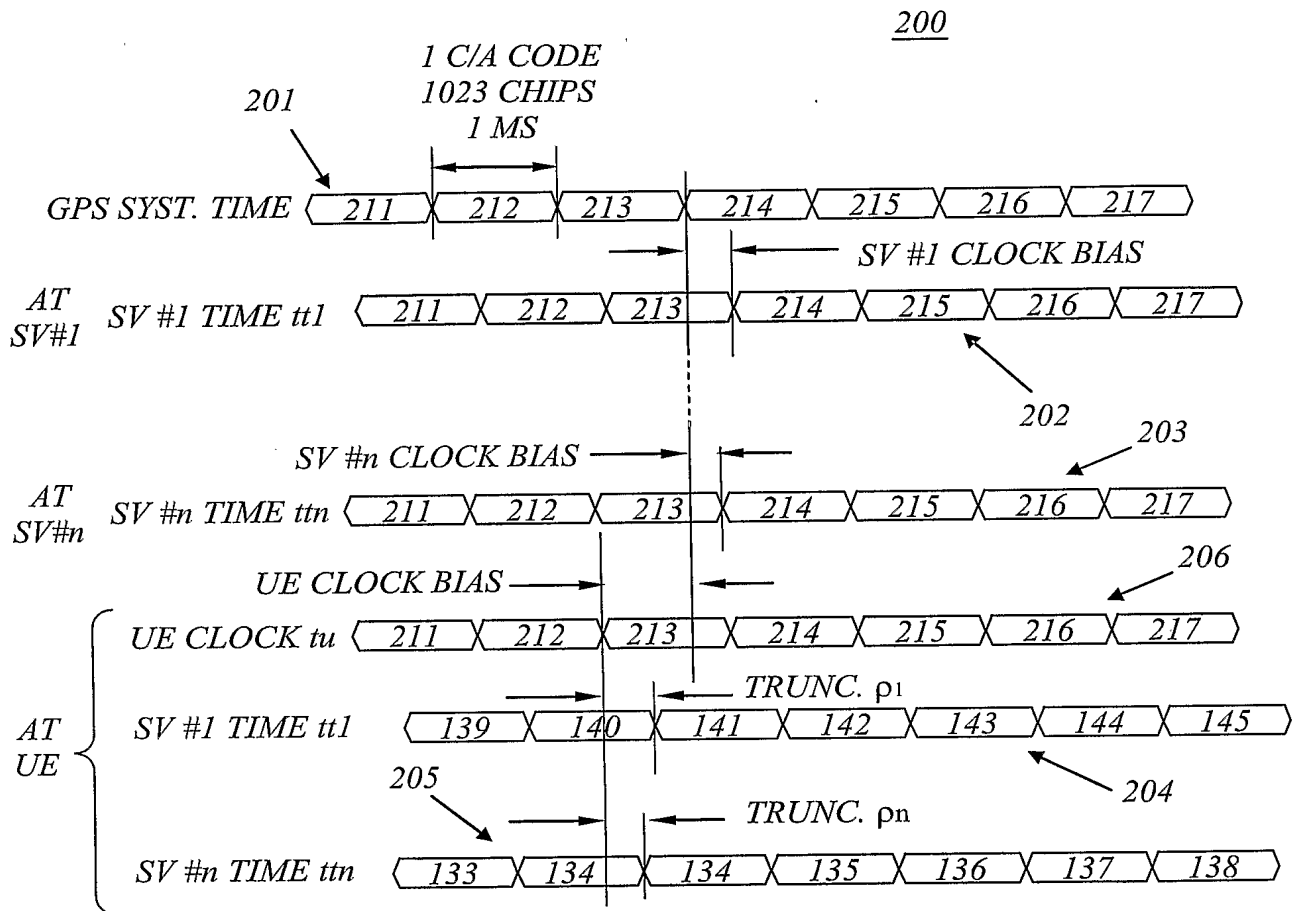 200
1 C/A CODE
1023 CHIPS
1 MS
201
GPS SYST. TIME 211 212 213 214 215 216 217
SV #1 CLOCK BIAS
AT
SV#1
SV #1 TIME tt1 211 212 213 214 215 216 217
202
203
SV #n CLOCK BIAS
AT
SV#n
SV #n TIME ttn 211 212 213 214 215 216 217
UE CLOCK BIAS
206
UE CLOCK tu 211 212 213 214 215 216 217
TRUNC. ρ1
AT
UE
SV #1 TIME tt1 139 140 141 142 143 144 145
205
204
TRUNC. ρn
SV #n TIME ttn 133 134 134 135 136 137 138